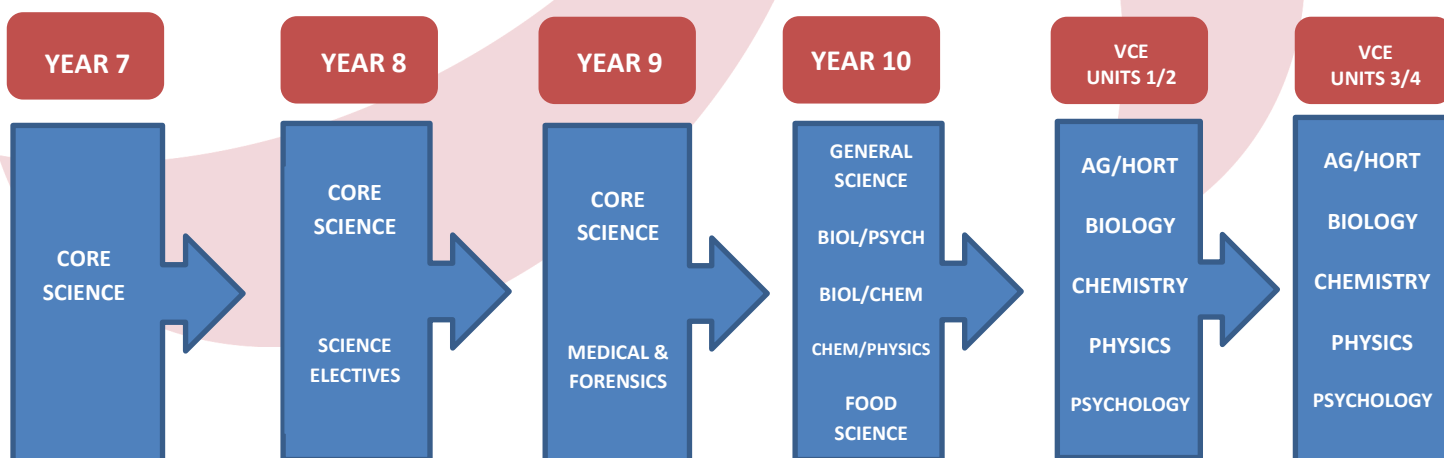 YEAR 7
YEAR 8
YEAR 9
YEAR 10
VCE
UNITS 1/2
VCE
UNITS 3/4
CORE
SCIENCE
CORE
SCIENCE
SCIENCE
ELECTIVES
CORE
SCIENCE
MEDICAL &
FORENSICS
GENERAL
SCIENCE
BIOL/PSYCH
BIOL/CHEM
CHEM/PHYSICS
FOOD
SCIENCE
AG/HORT
BIOLOGY
CHEMISTRY
PHYSICS
PSYCHOLOGY
AG/HORT
BIOLOGY
CHEMISTRY
PHYSICS
PSYCHOLOGY